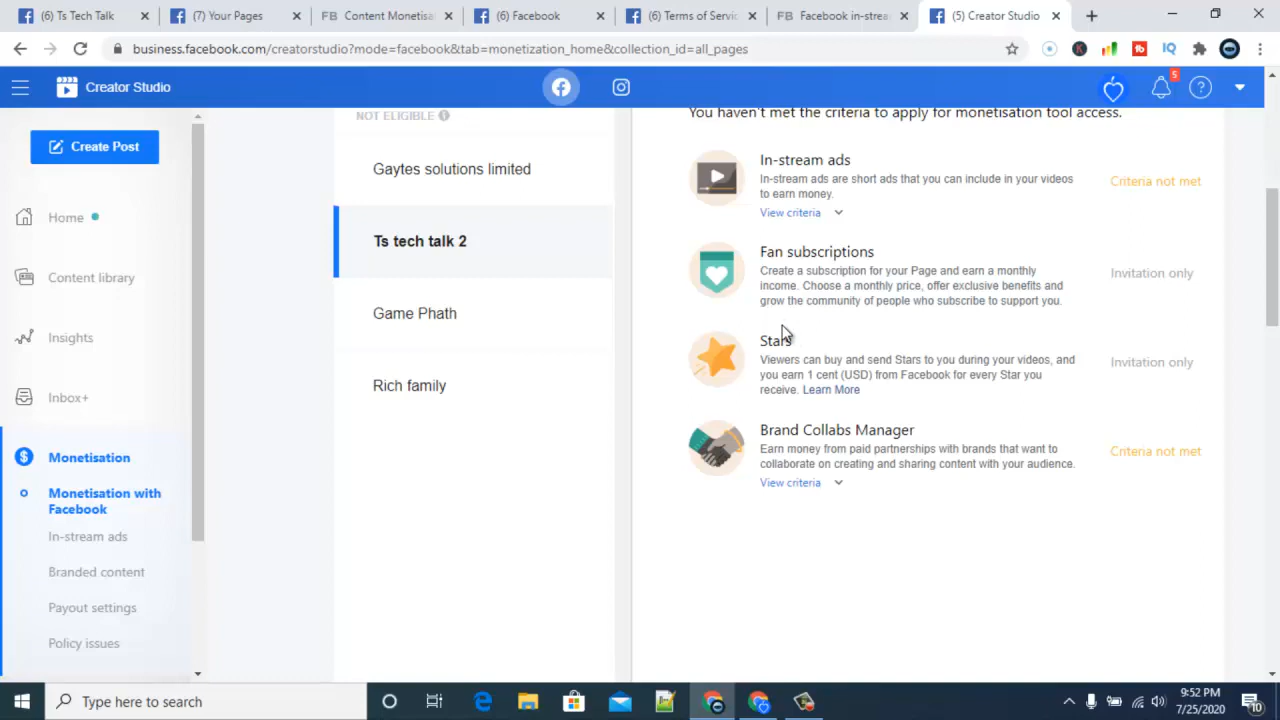 (6) Ts Tech Talk
(7) Your Pages
FB Content Monetisa
(6) Facebook
(6) Terms of Servic
FB Facebook in-strea
(5) Creator Studio
business.facebook.com/creatorstudio?mode=facebook&tab=monetization_home&collection_id=all_pages
K
IQ
Creator Studio
5
Create Post
Home
Content library
Insights
Inbox+
Monetisation
Monetisation with
Facebook
In-stream ads
Branded content
Payout settings
Policy issues
NOT ELIGIBLE
Gaytes solutions limited
Ts tech talk 2
Game Phath
Rich family
You haven't met the criteria to apply for monetisation tool access.
In-stream ads
In-stream ads are short ads that you can include in your videos
to earn money.
View criteria
Criteria not met
Fan subscriptions
Create a subscription for your Page and earn a monthly
income. Choose a monthly price, offer exclusive benefits and
grow the community of people who subscribe to support you.
Invitation only
Stars
Viewers can buy and send Stars to you during your videos, and
you earn 1 cent (USD) from Facebook for every Star you
receive. Learn More
Invitation only
Brand Collabs Manager
Earn money from paid partnerships with brands that want to
collaborate on creating and sharing content with your audience.
View criteria
Criteria not met
Type here to search
9:52 PM
7/25/2020
10